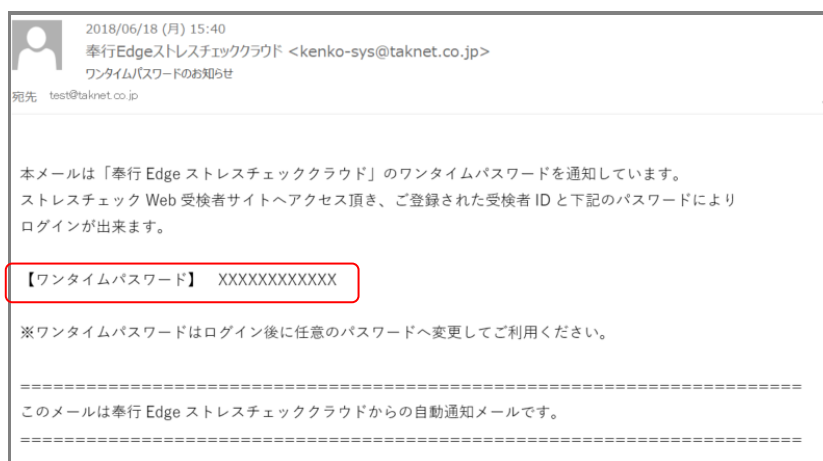 2018/06/18 (月) 15:40
奉行Edgeストレスチェッククラウド <kenko-sys@taknet.co.jp>
ワンタイムパスワードのお知らせ
宛先 test@taknet.co.jp
本メールは「奉行 Edge ストレスチェッククラウド」のワンタイムパスワードを通知しています。
ストレスチェック Web 受検者サイトへアクセス頂き、ご登録された受検者 ID と下記のパスワードにより
ログインが出来ます。
【ワンタイムパスワード】 XXXXXXXXXXXX
※ワンタイムパスワードはログイン後に任意のパスワードへ変更してご利用ください。
=======================================================================
このメールは奉行 Edge ストレスチェッククラウドからの自動通知メールです。
=======================================================================